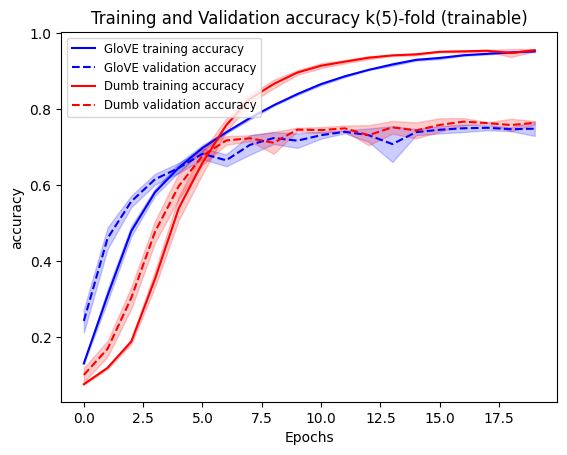 Training and Validation accuracy k(5)-fold (trainable)
GloVE training accuracy
GloVE validation accuracy
Dumb training accuracy
Dumb validation accuracy
accuracy
1.0
0.8
0.6
0.4
0.2
0.0 2.5 5.0 7.5 10.0 12.5 15.0 17.5
Epochs